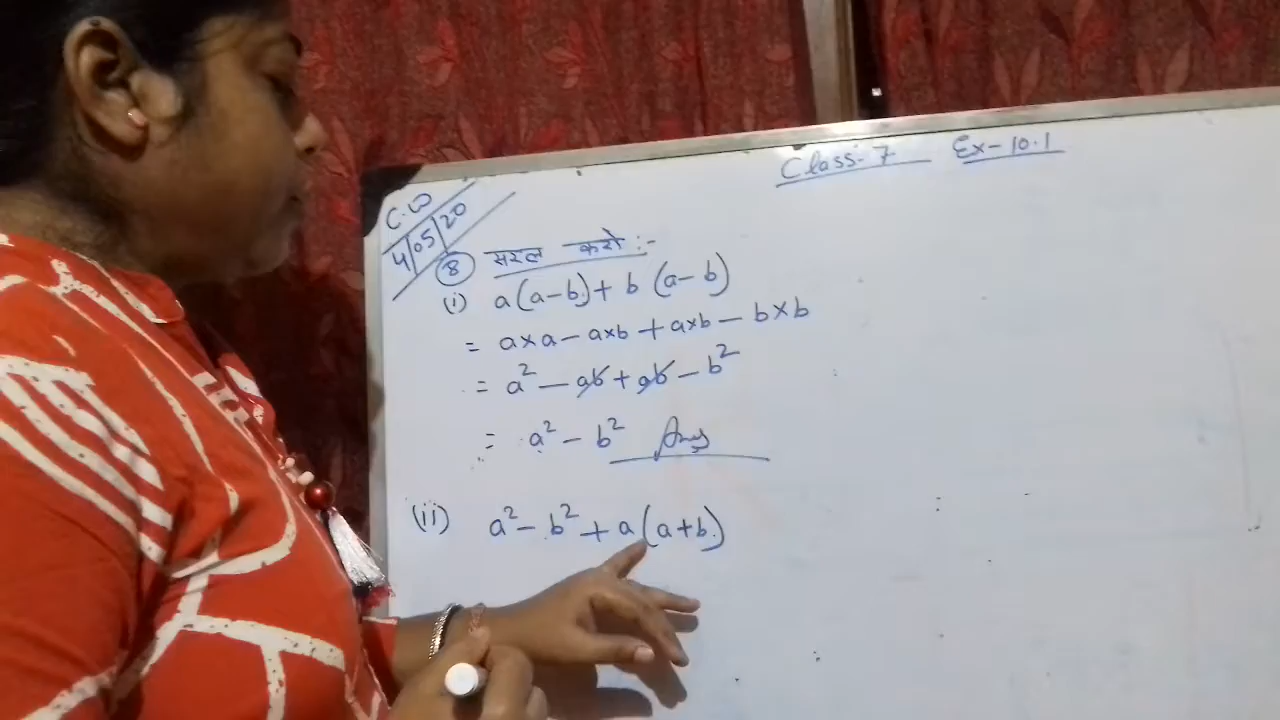 Class-7 Ex-10.1
C.W
4/05/20
8 सरल करो :-
(i) a(a-b)+ b (a-b)
= a×a-a×b+a×b-b×b
= a²-ab+ab-b²
= a²-b² Ans
(ii) a²-b²+a(a+b)